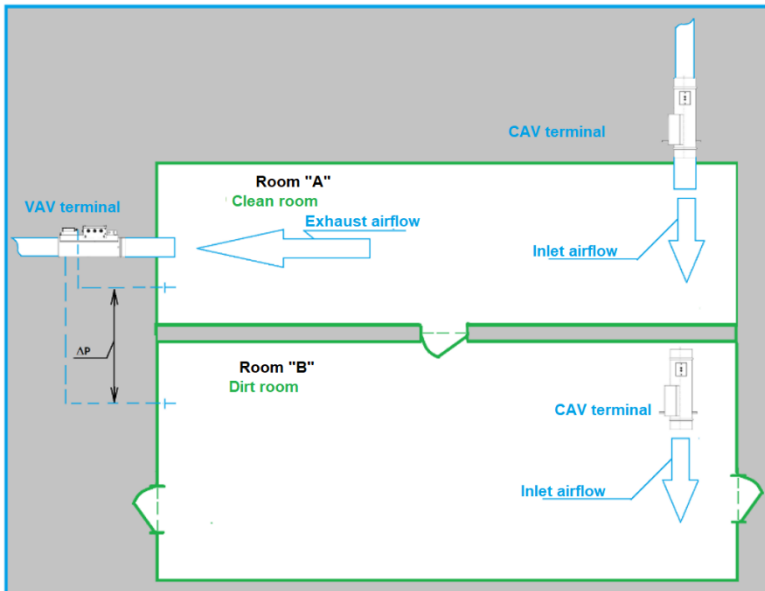 CAV terminal
Room "A"
Clean room
VAV terminal
Exhaust airflow
Inlet airflow
ΔP
Room "B"
Dirt room
CAV terminal
Inlet airflow